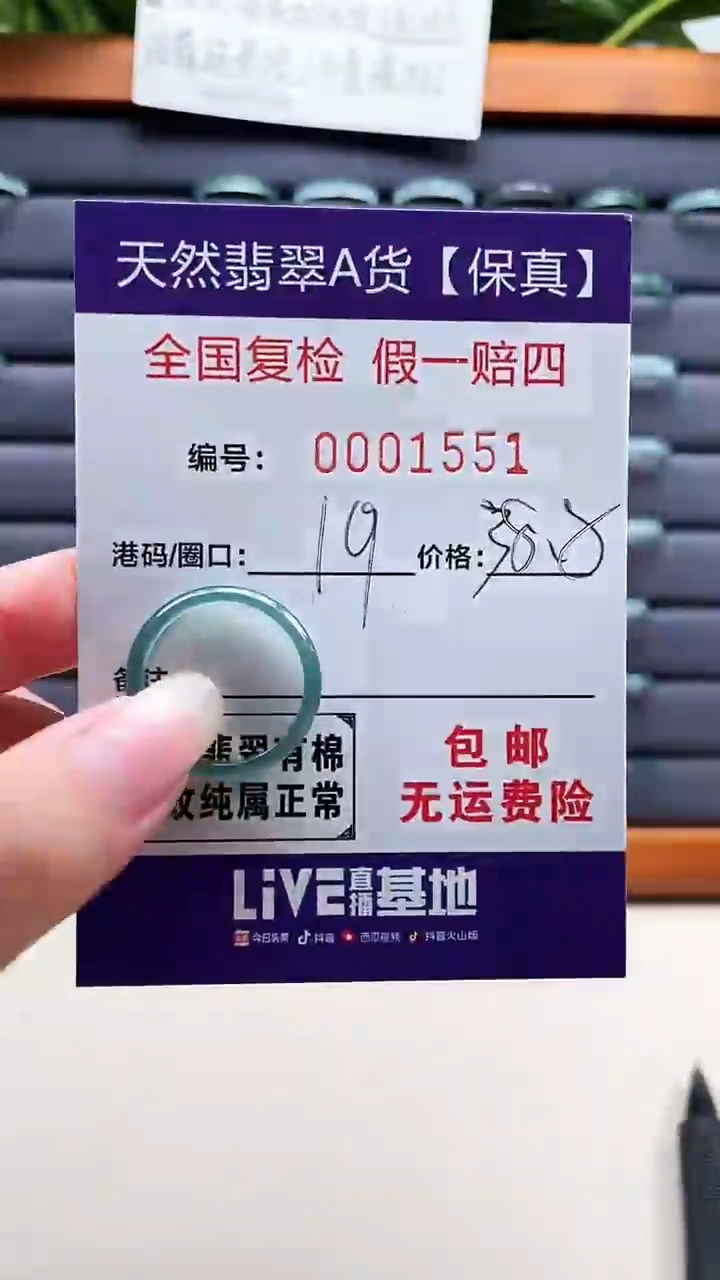 天然翡翠A货【保真】
全国复检 假一赔四
编号: 0001551
港码/圈口: 19 价格:
翡翠有棉
纹纯属正常
包邮
无运费险
LiVE直播基地
今日头条 抖音 西瓜视频 抖音火山版